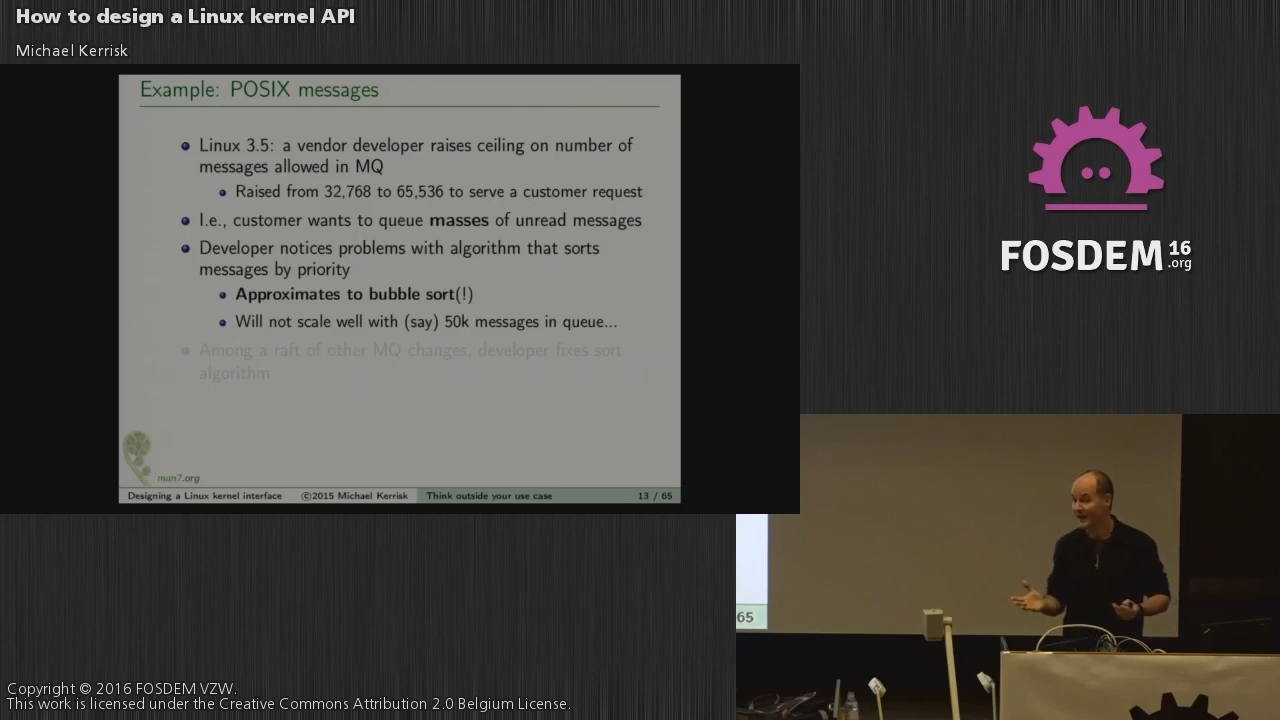 How to design a Linux kernel API
Michael Kerrisk
Example: POSIX messages
Linux 3.5: a vendor developer raises ceiling on number of
messages allowed in MQ
Raised from 32,768 to 65,536 to serve a customer request
I.e., customer wants to queue masses of unread messages
Developer notices problems with algorithm that sorts
messages by priority
Approximates to bubble sort(!)
Will not scale well with (say) 50k messages in queue...
Among a raft of other MQ changes, developer fixes sort
algorithm
man7.org
Designing a Linux kernel interface ©2015 Michael Kerrisk Think outside your use case 13 / 65
FOSDEM 16
.org
65
Copyright © 2016 FOSDEM VZW.
This work is licensed under the Creative Commons Attribution 2.0 Belgium License.